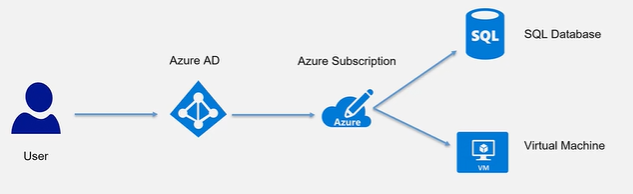 SQL
SQL Database
Azure AD
Azure Subscription
Azure
User
VM
Virtual Machine